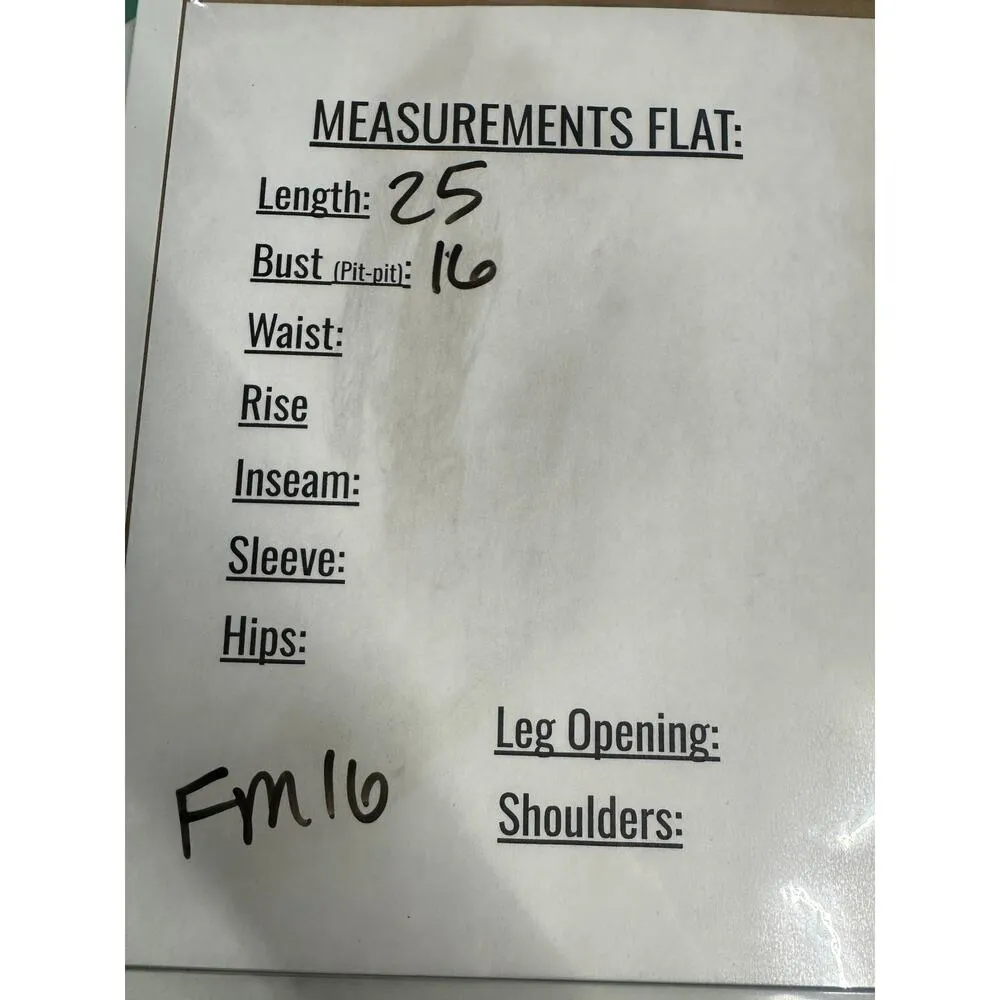 MEASUREMENTS FLAT:
Length: 25
Bust (Pit-pit): 16
Waist:
Rise
Inseam:
Sleeve:
Hips:
Leg Opening:
Shoulders:
Fm16